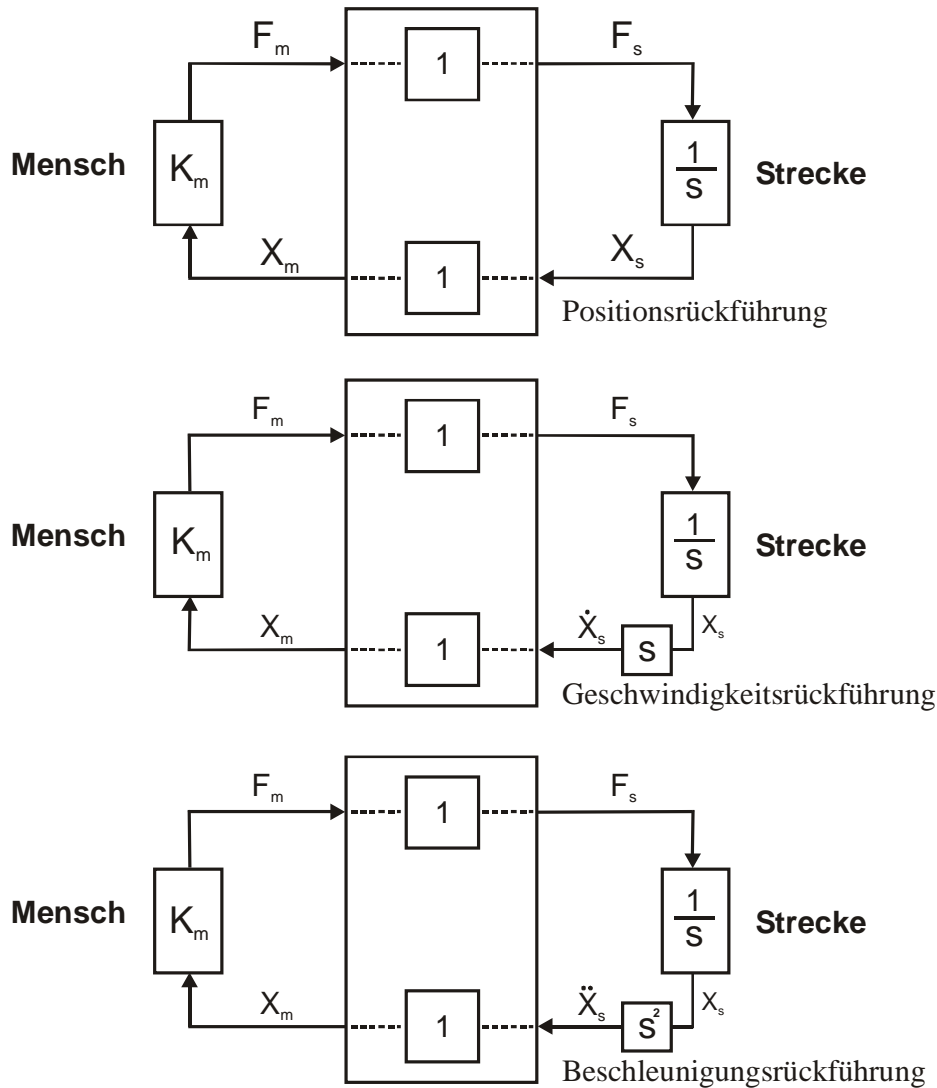 F_m F_s
1
Mensch K_m 1/s Strecke
X_m X_s
1
Positionsrückführung
F_m F_s
1
Mensch K_m 1/s Strecke
X_m Ẋ_s s X_s
1
Geschwindigkeitsrückführung
F_m F_s
1
Mensch K_m 1/s Strecke
X_m Ẍ_s s² X_s
1
Beschleunigungsrückführung